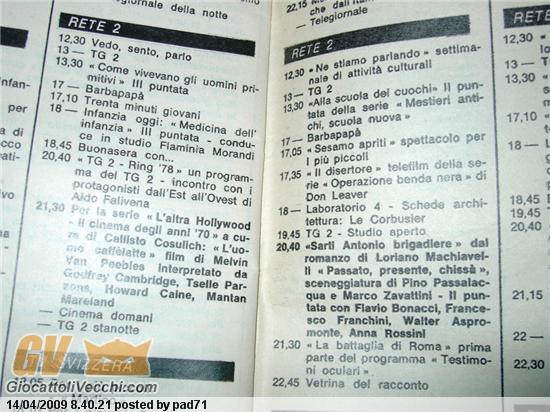 ziornale della notte
RETE 2
12,30 Vedo, sento, parlo
13 — TG 2
13,30 «Come vivevano gli uomini pri-
mitivi» III puntata
17 — Barbapapà
17,10 Trenta minuti giovani
18 — Infanzia oggi: «Medicina dell'
infanzia» III puntata - condu-
ce in studio Flaminia Morandi
18,45 Buonasera con...
20,40 «TG 2 - Ring '78» un program-
ma del TG 2 - incontro con i
protagonisti dall'Est all'Ovest di
Aldo Falivena
21,30 Per la serie «L'altra Hollywood
- Il cinema degli anni '70» a cu-
ra di Callisto Cosulich: «L'uo-
mo caffèlatte» film di Melvin
Van Peebles Interpretato da
Godfrey Cambridge, Tselle Par-
zons, Howard Caine, Mantan
Mareland
— Cinema domani
— TG 2 stanotte
SVIZZERA
22,15
Telegiornale
RETE 2
12,30 «Ne stiamo parlando» settima-
nale di attività culturali
13 — TG 2
13,30 «Alla scuola dei cuochi» II pun-
tata della serie «Mestieri anti-
chi, scuola nuova»
17 — Barbapapà
17,05 «Sesamo apriti» spettacolo per
i più piccoli
17,35 «Il disertore» telefilm della se-
rie «Operazione benda nera» di
Don Leaver
18 — Laboratorio 4 - Schede archi-
tettura: Le Corbusier
19,45 TG 2 - Studio aperto
20,40 «Sarti Antonio brigadiere» dal
romanzo di Loriano Machiavel-
li «Passato, presente, chissà»,
sceneggiatura di Pino Passalac-
qua e Marco Zavattini - II pun-
tata con Flavio Bonacci, France-
sco Franchini, Walter Aspro-
monte, Anna Rossini
21,30 «La battaglia di Roma» prima
parte del programma «Testimo-
ni oculari».
22,45 Vetrina del racconto
RETE
12,30
13 —
13,30
17 —
18 —
18,45
19,45
20,40
21,15
22,15
GV
GiocattoliVecchi.com
14/04/2009 8.40.21 posted by pad71